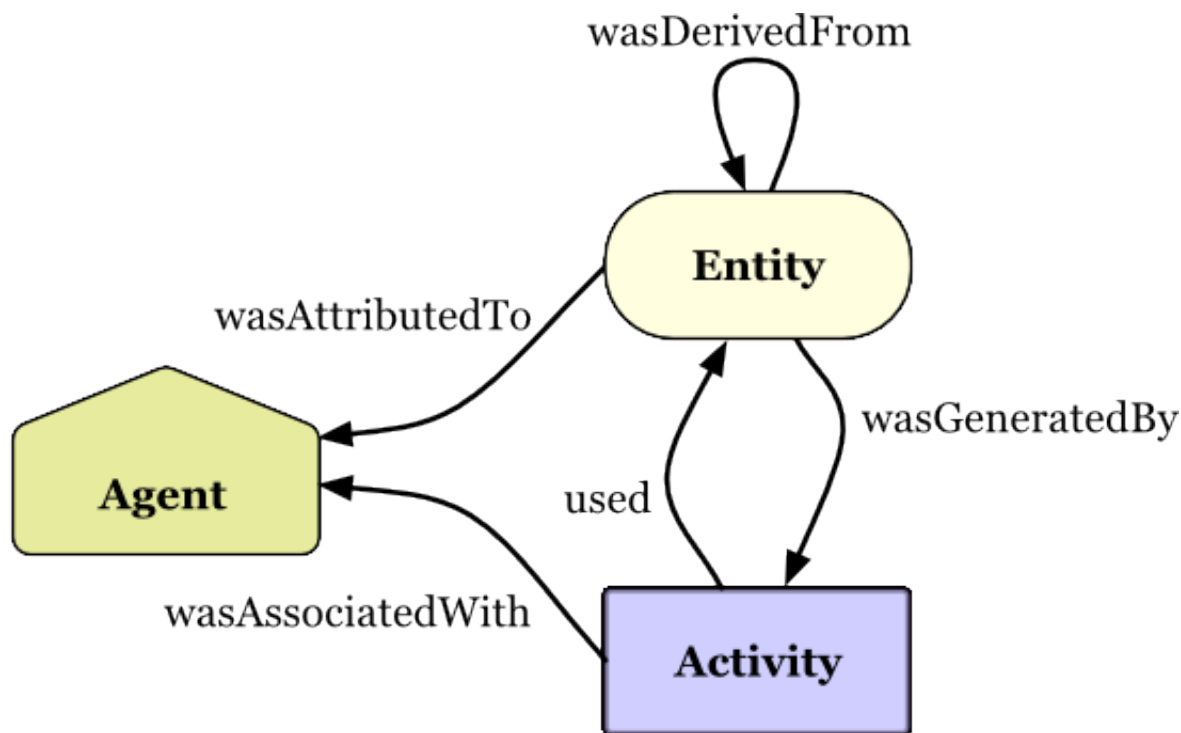 wasDerivedFrom
Entity
wasAttributedTo
wasGeneratedBy
Agent
used
wasAssociatedWith
Activity